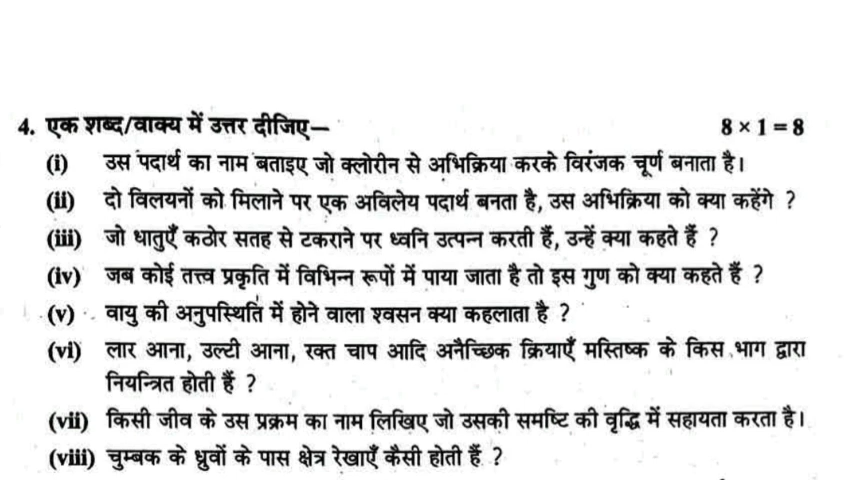 4. एक शब्द/वाक्य में उत्तर दीजिए— 8 × 1 = 8
(i) उस पदार्थ का नाम बताइए जो क्लोरीन से अभिक्रिया करके विरंजक चूर्ण बनाता है।
(ii) दो विलयनों को मिलाने पर एक अविलेय पदार्थ बनता है, उस अभिक्रिया को क्या कहेंगे ?
(iii) जो धातुएँ कठोर सतह से टकराने पर ध्वनि उत्पन्न करती हैं, उन्हें क्या कहते हैं ?
(iv) जब कोई तत्त्व प्रकृति में विभिन्न रूपों में पाया जाता है तो इस गुण को क्या कहते हैं ?
(v) वायु की अनुपस्थिति में होने वाला श्वसन क्या कहलाता है ?
(vi) लार आना, उल्टी आना, रक्त चाप आदि अनैच्छिक क्रियाएँ मस्तिष्क के किस भाग द्वारा
नियन्त्रित होती हैं ?
(vii) किसी जीव के उस प्रक्रम का नाम लिखिए जो उसकी समष्टि की वृद्धि में सहायता करता है।
(viii) चुम्बक के ध्रुवों के पास क्षेत्र रेखाएँ कैसी होती हैं ?